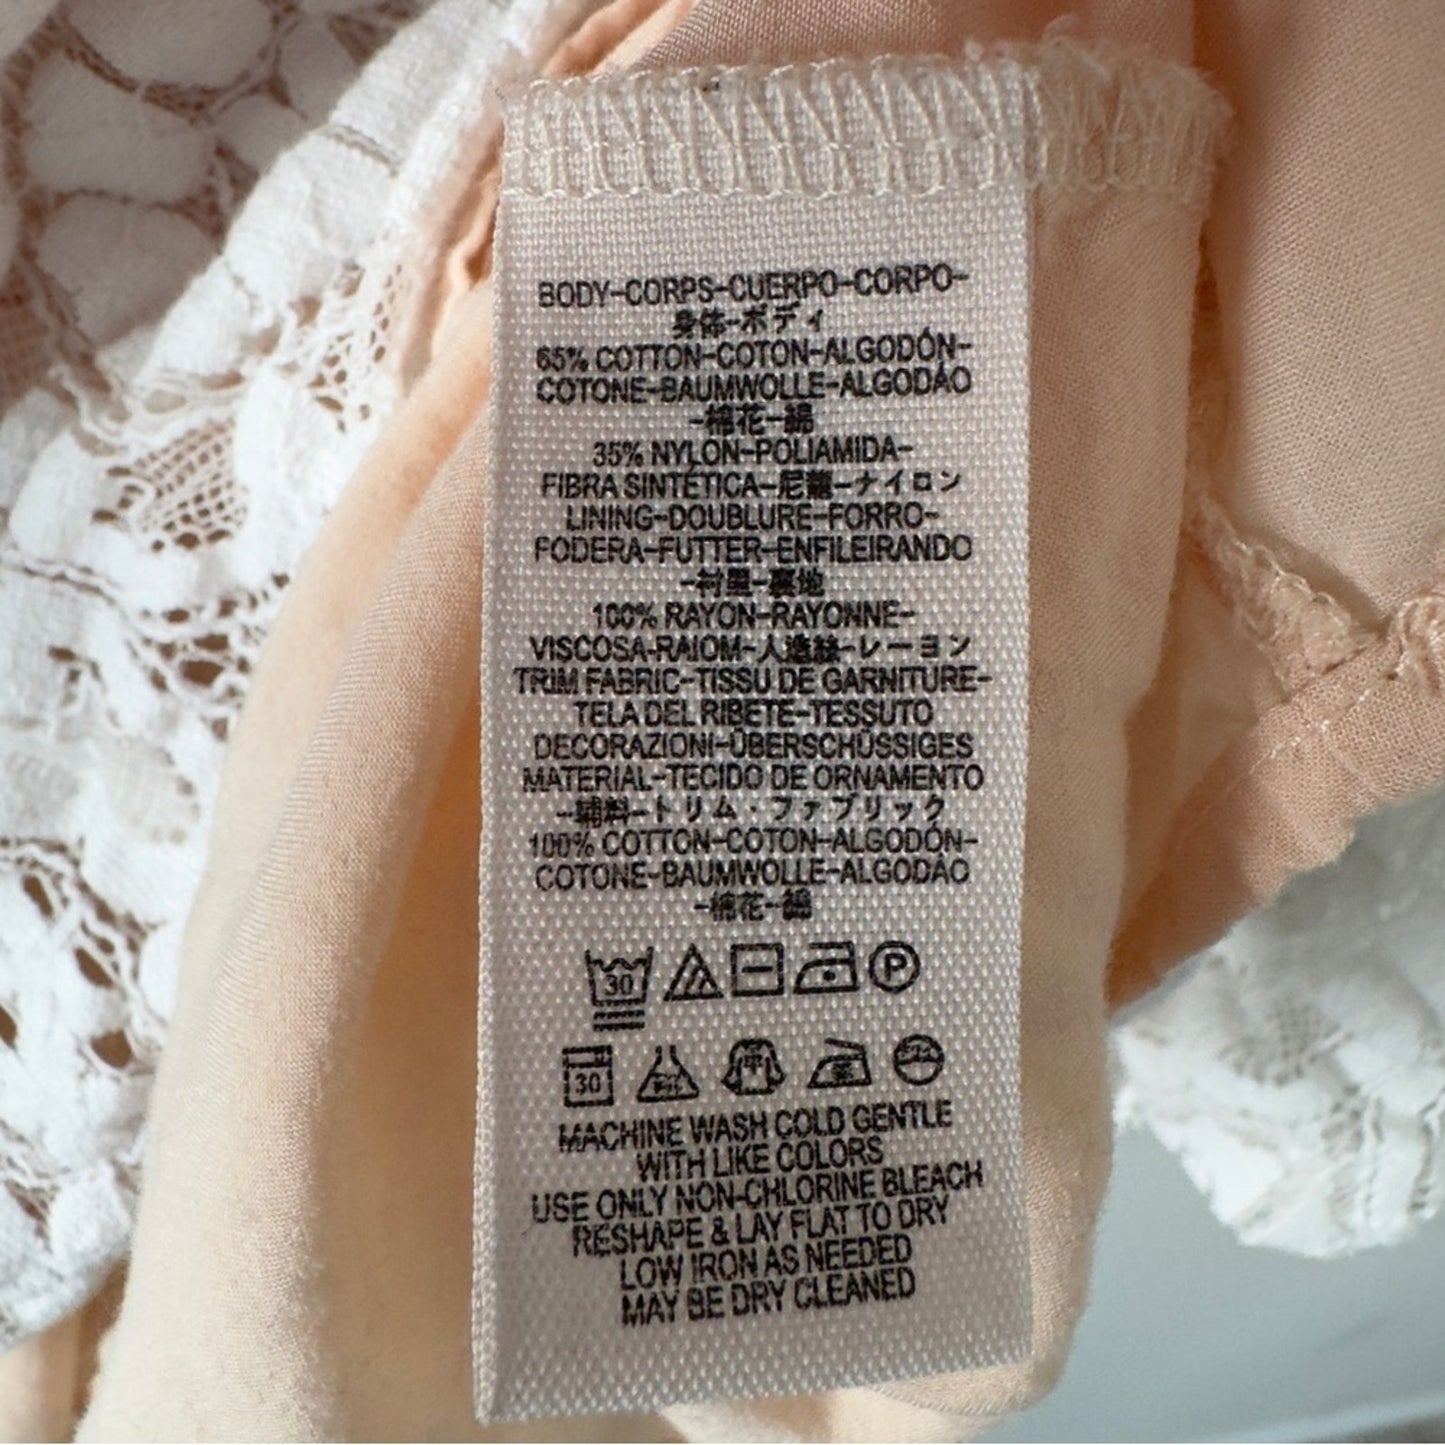 BODY-CORPS-CUERPO-CORPO-
身体-ボディ
65% COTTON-COTON-ALGODÓN-
COTONE-BAUMWOLLE-ALGODÃO
-棉花-綿
35% NYLON-POLIAMIDA-
FIBRA SINTÉTICA-尼龍-ナイロン
LINING-DOUBLURE-FORRO-
FODERA-FUTTER-ENFILEIRANDO
-衬里-裏地
100% RAYON-RAYONNE-
VISCOSA-RAIOM-人造絲-レーヨン
TRIM FABRIC-TISSU DE GARNITURE-
TELA DEL RIBETE-TESSUTO
DECORAZIONI-ÜBERSCHÜSSIGES
MATERIAL-TECIDO DE ORNAMENTO
-辅料-トリム・ファブリック
100% COTTON-COTON-ALGODÓN-
COTONE-BAUMWOLLE-ALGODÃO
-棉花-綿
30 P
30
MACHINE WASH COLD GENTLE
WITH LIKE COLORS
USE ONLY NON-CHLORINE BLEACH
RESHAPE & LAY FLAT TO DRY
LOW IRON AS NEEDED
MAY BE DRY CLEANED